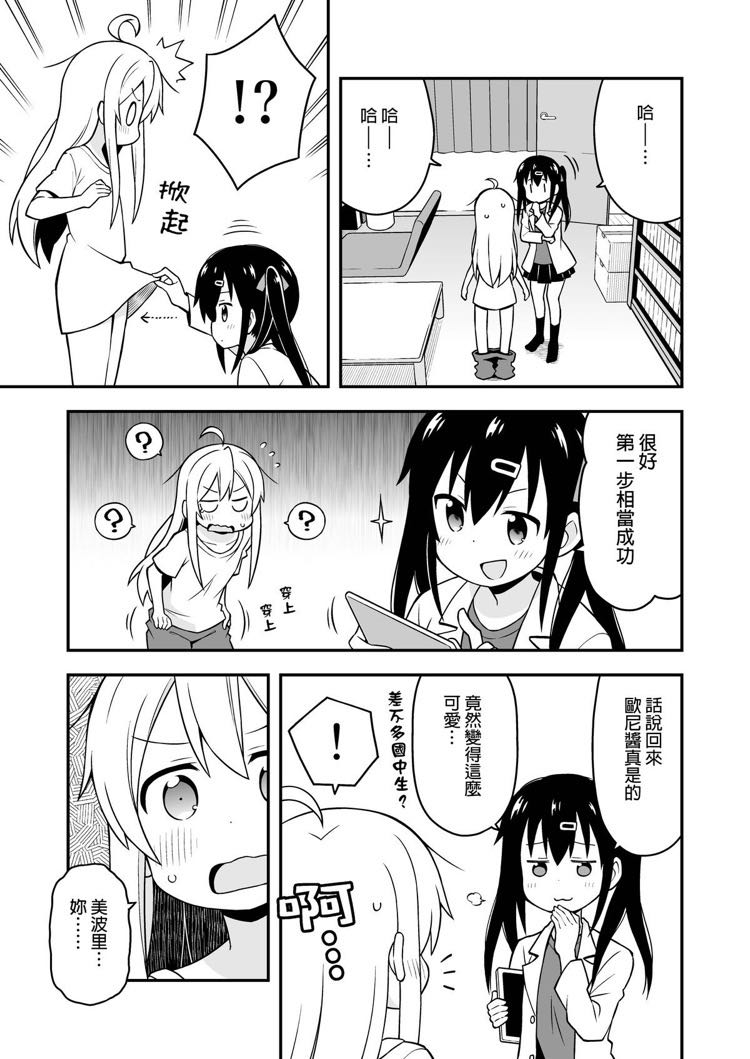 哈——…
哈——
哈——…
!?
掀起
很好
第一步相當成功
?
?
?
穿上
穿上
話說回來
歐尼醬真是的
竟然變得這麼
可愛…
差不多國中生?
!
啊…
美波里…
妳……